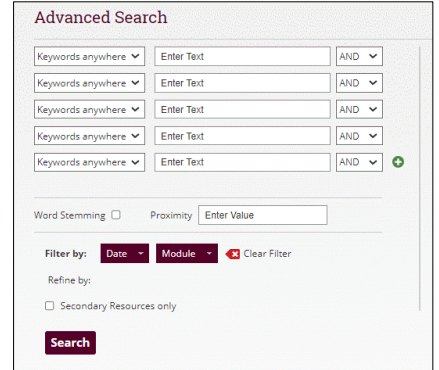 Advanced Search
Keywords anywhere Enter Text AND
Keywords anywhere Enter Text AND
Keywords anywhere Enter Text AND
Keywords anywhere Enter Text AND
Keywords anywhere Enter Text AND
Word Stemming Proximity Enter Value
Filter by: Date Module Clear Filter
Refine by:
Secondary Resources only
Search